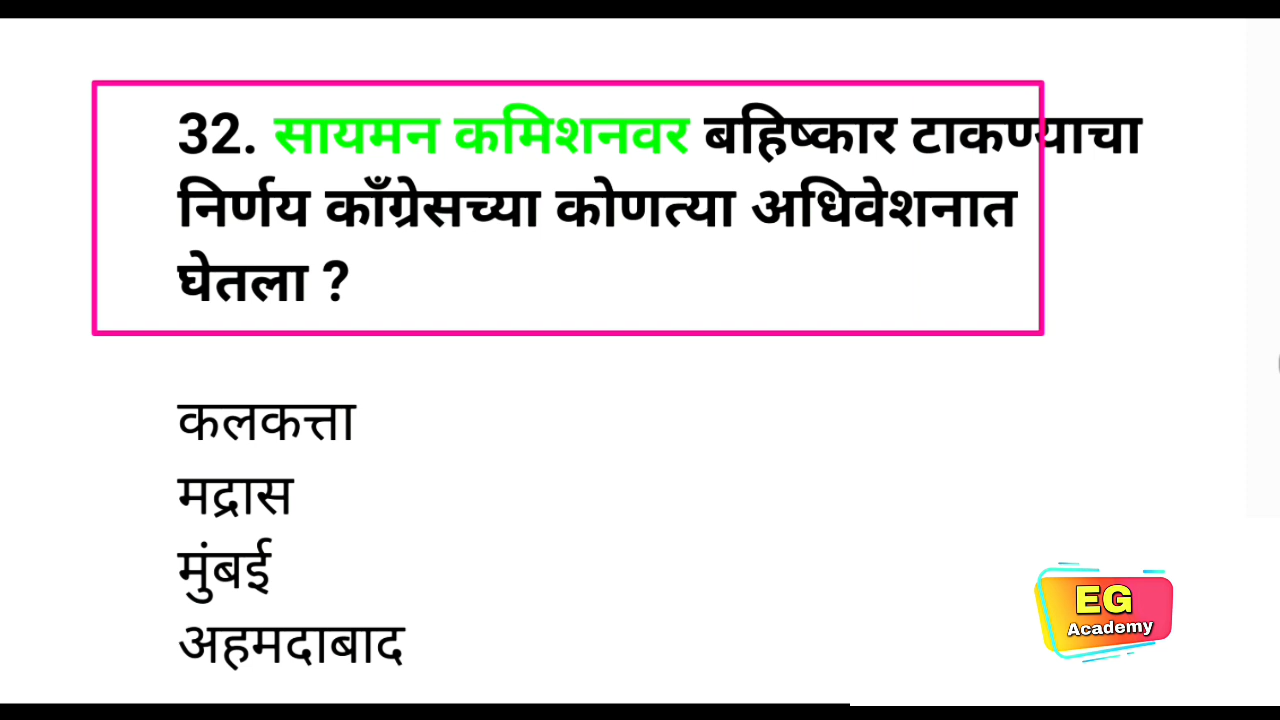 32. सायमन कमिशनवर बहिष्कार टाकण्याचा
निर्णय काँग्रेसच्या कोणत्या अधिवेशनात
घेतला ?
कलकत्ता
मद्रास
मुंबई
अहमदाबाद
EG
Academy